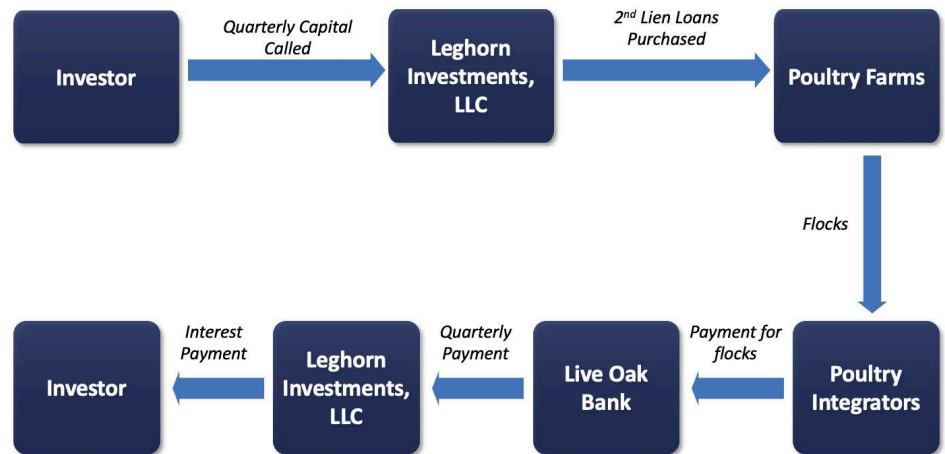 Quarterly Capital
Called
2nd Lien Loans
Purchased
Investor
Leghorn
Investments,
LLC
Poultry Farms
Flocks
Interest
Payment
Quarterly
Payment
Payment for
flocks
Investor
Leghorn
Investments,
LLC
Live Oak
Bank
Poultry
Integrators